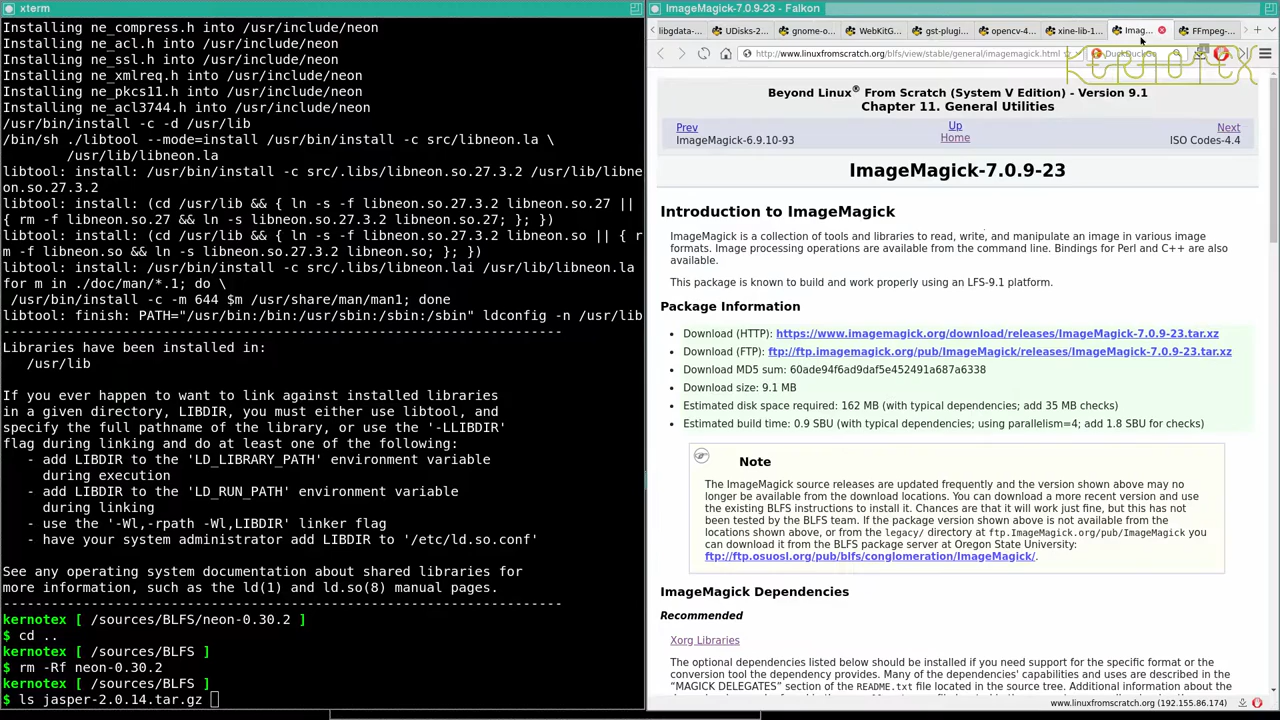 xterm
Installing ne_compress.h into /usr/include/neon
Installing ne_acl.h into /usr/include/neon
Installing ne_ssl.h into /usr/include/neon
Installing ne_xmlreq.h into /usr/include/neon
Installing ne_pkcs11.h into /usr/include/neon
Installing ne_acl3744.h into /usr/include/neon
/usr/bin/install -c -d /usr/lib
/bin/sh ./libtool --mode=install /usr/bin/install -c src/libneon.la \
/usr/lib/libneon.la
libtool: install: /usr/bin/install -c src/.libs/libneon.so.27.3.2 /usr/lib/libne
on.so.27.3.2
libtool: install: (cd /usr/lib && { ln -s -f libneon.so.27.3.2 libneon.so.27 ||
{ rm -f libneon.so.27 && ln -s libneon.so.27.3.2 libneon.so.27; }; })
libtool: install: (cd /usr/lib && { ln -s -f libneon.so.27.3.2 libneon.so || { r
m -f libneon.so && ln -s libneon.so.27.3.2 libneon.so; }; })
libtool: install: /usr/bin/install -c src/.libs/libneon.lai /usr/lib/libneon.la
for m in ./doc/man/*.1; do \
/usr/bin/install -c -m 644 $m /usr/share/man/man1; done
libtool: finish: PATH="/usr/bin:/bin:/usr/sbin:/sbin:/sbin" ldconfig -n /usr/lib
----------------------------------------------------------------------
Libraries have been installed in:
/usr/lib
If you ever happen to want to link against installed libraries
in a given directory, LIBDIR, you must either use libtool, and
specify the full pathname of the library, or use the '-LLIBDIR'
flag during linking and do at least one of the following:
- add LIBDIR to the 'LD_LIBRARY_PATH' environment variable
during execution
- add LIBDIR to the 'LD_RUN_PATH' environment variable
during linking
- use the '-Wl,-rpath -Wl,LIBDIR' linker flag
- have your system administrator add LIBDIR to '/etc/ld.so.conf'
See any operating system documentation about shared libraries for
more information, such as the ld(1) and ld.so(8) manual pages.
----------------------------------------------------------------------
kernotex [ /sources/BLFS/neon-0.30.2 ]
$ cd ..
kernotex [ /sources/BLFS ]
$ rm -Rf neon-0.30.2
kernotex [ /sources/BLFS ]
$ ls jasper-2.0.14.tar.gz
ImageMagick-7.0.9-23 - Falkon
libgdata-... UDisks-2... gnome-o... WebKitG... gst-plugi... opencv-4... xine-lib-1... Imag... FFmpeg-...
http://www.linuxfromscratch.org/blfs/view/stable/general/imagemagick.html DuckDuckGo
KERNOTEX
Beyond Linux® From Scratch (System V Edition) - Version 9.1
Chapter 11. General Utilities
Prev Up Next
ImageMagick-6.9.10-93 Home ISO Codes-4.4
ImageMagick-7.0.9-23
Introduction to ImageMagick
ImageMagick is a collection of tools and libraries to read, write, and manipulate an image in various image
formats. Image processing operations are available from the command line. Bindings for Perl and C++ are also
available.
This package is known to build and work properly using an LFS-9.1 platform.
Package Information
• Download (HTTP): https://www.imagemagick.org/download/releases/ImageMagick-7.0.9-23.tar.xz
• Download (FTP): ftp://ftp.imagemagick.org/pub/ImageMagick/releases/ImageMagick-7.0.9-23.tar.xz
• Download MD5 sum: 60ade94f6ad9daf5e452491a687a6338
• Download size: 9.1 MB
• Estimated disk space required: 162 MB (with typical dependencies; add 35 MB checks)
• Estimated build time: 0.9 SBU (with typical dependencies; using parallelism=4; add 1.8 SBU for checks)
Note
The ImageMagick source releases are updated frequently and the version shown above may no
longer be available from the download locations. You can download a more recent version and use
the existing BLFS instructions to install it. Chances are that it will work just fine, but this has not
been tested by the BLFS team. If the package version shown above is not available from the
locations shown above, or from the legacy/ directory at ftp.ImageMagick.org/pub/ImageMagick you
can download it from the BLFS package server at Oregon State University:
ftp://ftp.osuosl.org/pub/blfs/conglomeration/ImageMagick/.
ImageMagick Dependencies
Recommended
Xorg Libraries
The optional dependencies listed below should be installed if you need support for the specific format or the
conversion tool the dependency provides. Many of the dependencies' capabilities and uses are described in the
"MAGICK DELEGATES" section of the README.txt file located in the source tree. Additional information about the
www.linuxfromscratch.org (192.155.86.174)